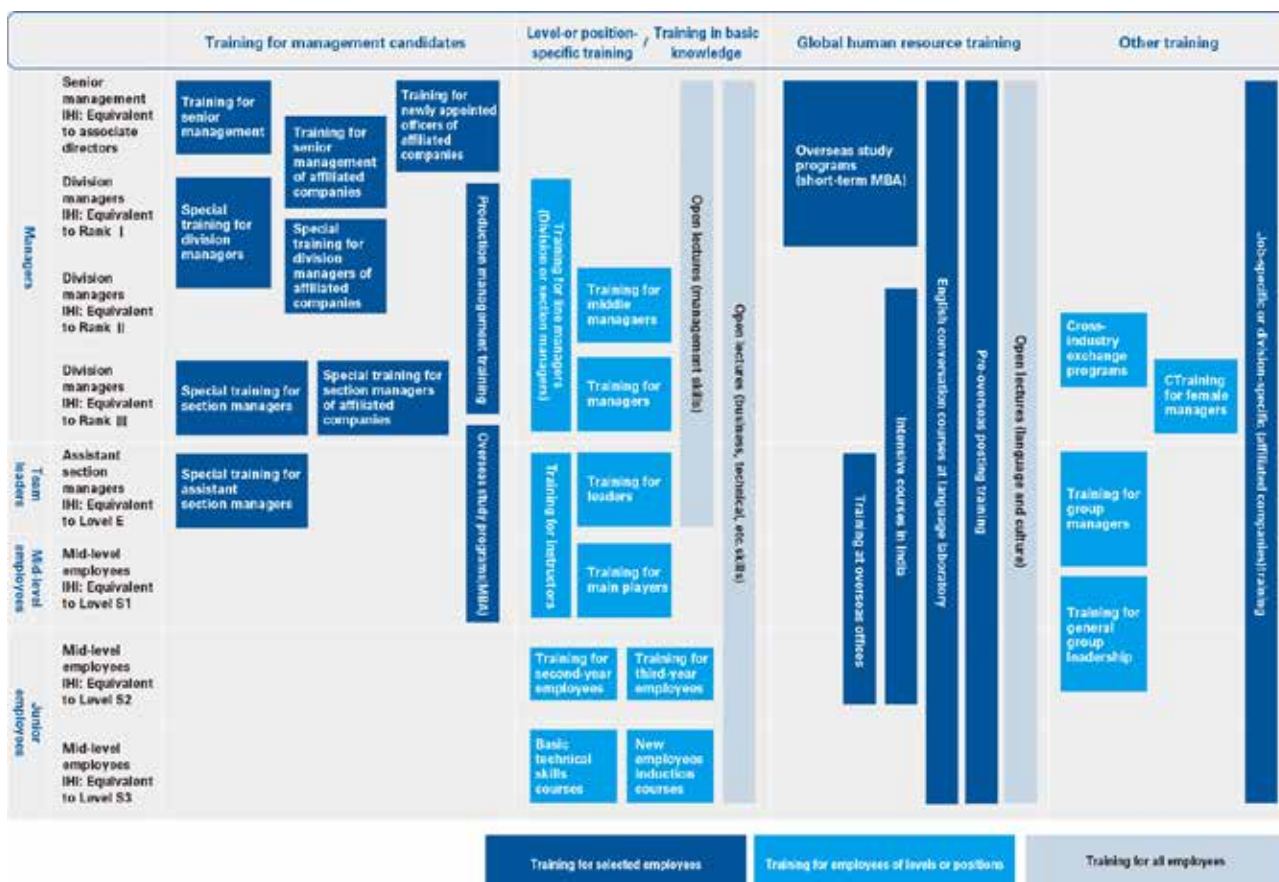 Training for management candidates
Level-or position-
specific training
/
Training in basic
knowledge
Global human resource training
Other training
Managers
Team
leaders
Mid-level
employees
Junior
employees
Senior
management
IHI: Equivalent
to associate
directors
Division
managers
IHI: Equivalent
to Rank I
Division
managers
IHI: Equivalent
to Rank II
Division
managers
IHI: Equivalent
to Rank III
Assistant
section
managers
IHI: Equivalent
to Level E
Mid-level
employees
IHI: Equivalent
to Level S1
Mid-level
employees
IHI: Equivalent
to Level S2
Mid-level
employees
IHI: Equivalent
to Level S3
Training for
senior
management
Training for
senior
management
of affiliated
companies
Training for
newly appointed
officers of
affiliated
companies
Special
training for
division
managers
Special
training for
division
managers of
affiliated
companies
Production management training
Special training for
section managers
Special training for
section managers
of affiliated
companies
Special training for
assistant
section managers
Overseas study programs(MBA)
Training for line managers
(Division or section managers)
Training for
middle
managaers
Training for
managers
Training for instructors
Training for
leaders
Training for
main players
Training for
second-year
employees
Training for
third-year
employees
Basic
technical
skills
courses
New
employees
induction
courses
Open lectures (management skills)
Open lectures (business, technical, etc.skills)
Overseas study
programs
(short-term MBA)
Training at overseas offices
Intensive courses in India
English conversation courses at language laboratory
Pre-overseas posting training
Open lectures (language and culture)
Cross-
industry
exchange
programs
CTraining
for female
managers
Training for
group
managers
Training for
general
group
leadership
Job-specific or division-specific (affiliated companies)training
Training for selected employees
Training for employees of levels or positions
Training for all employees